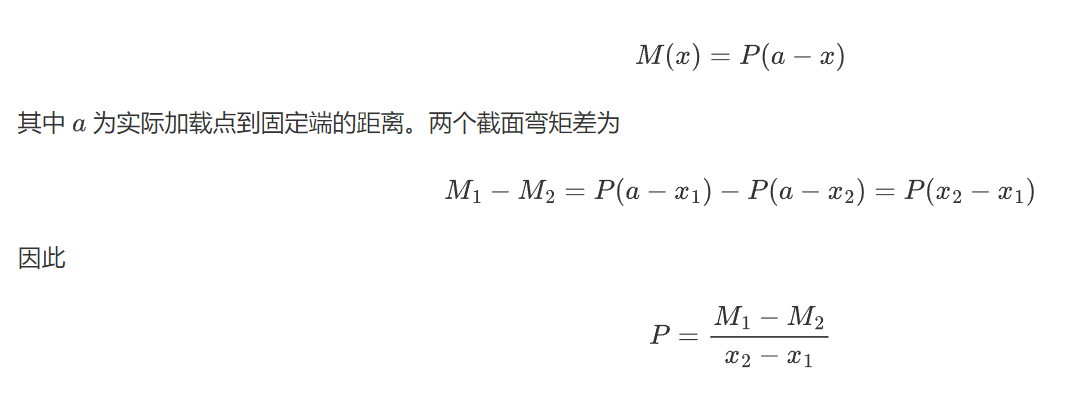 M(x) = P(a − x)
其中 a 为实际加载点到固定端的距离。两个截面弯矩差为
M₁ − M₂ = P(a − x₁) − P(a − x₂) = P(x₂ − x₁)
因此
P = \frac{M₁ − M₂}{x₂ − x₁}